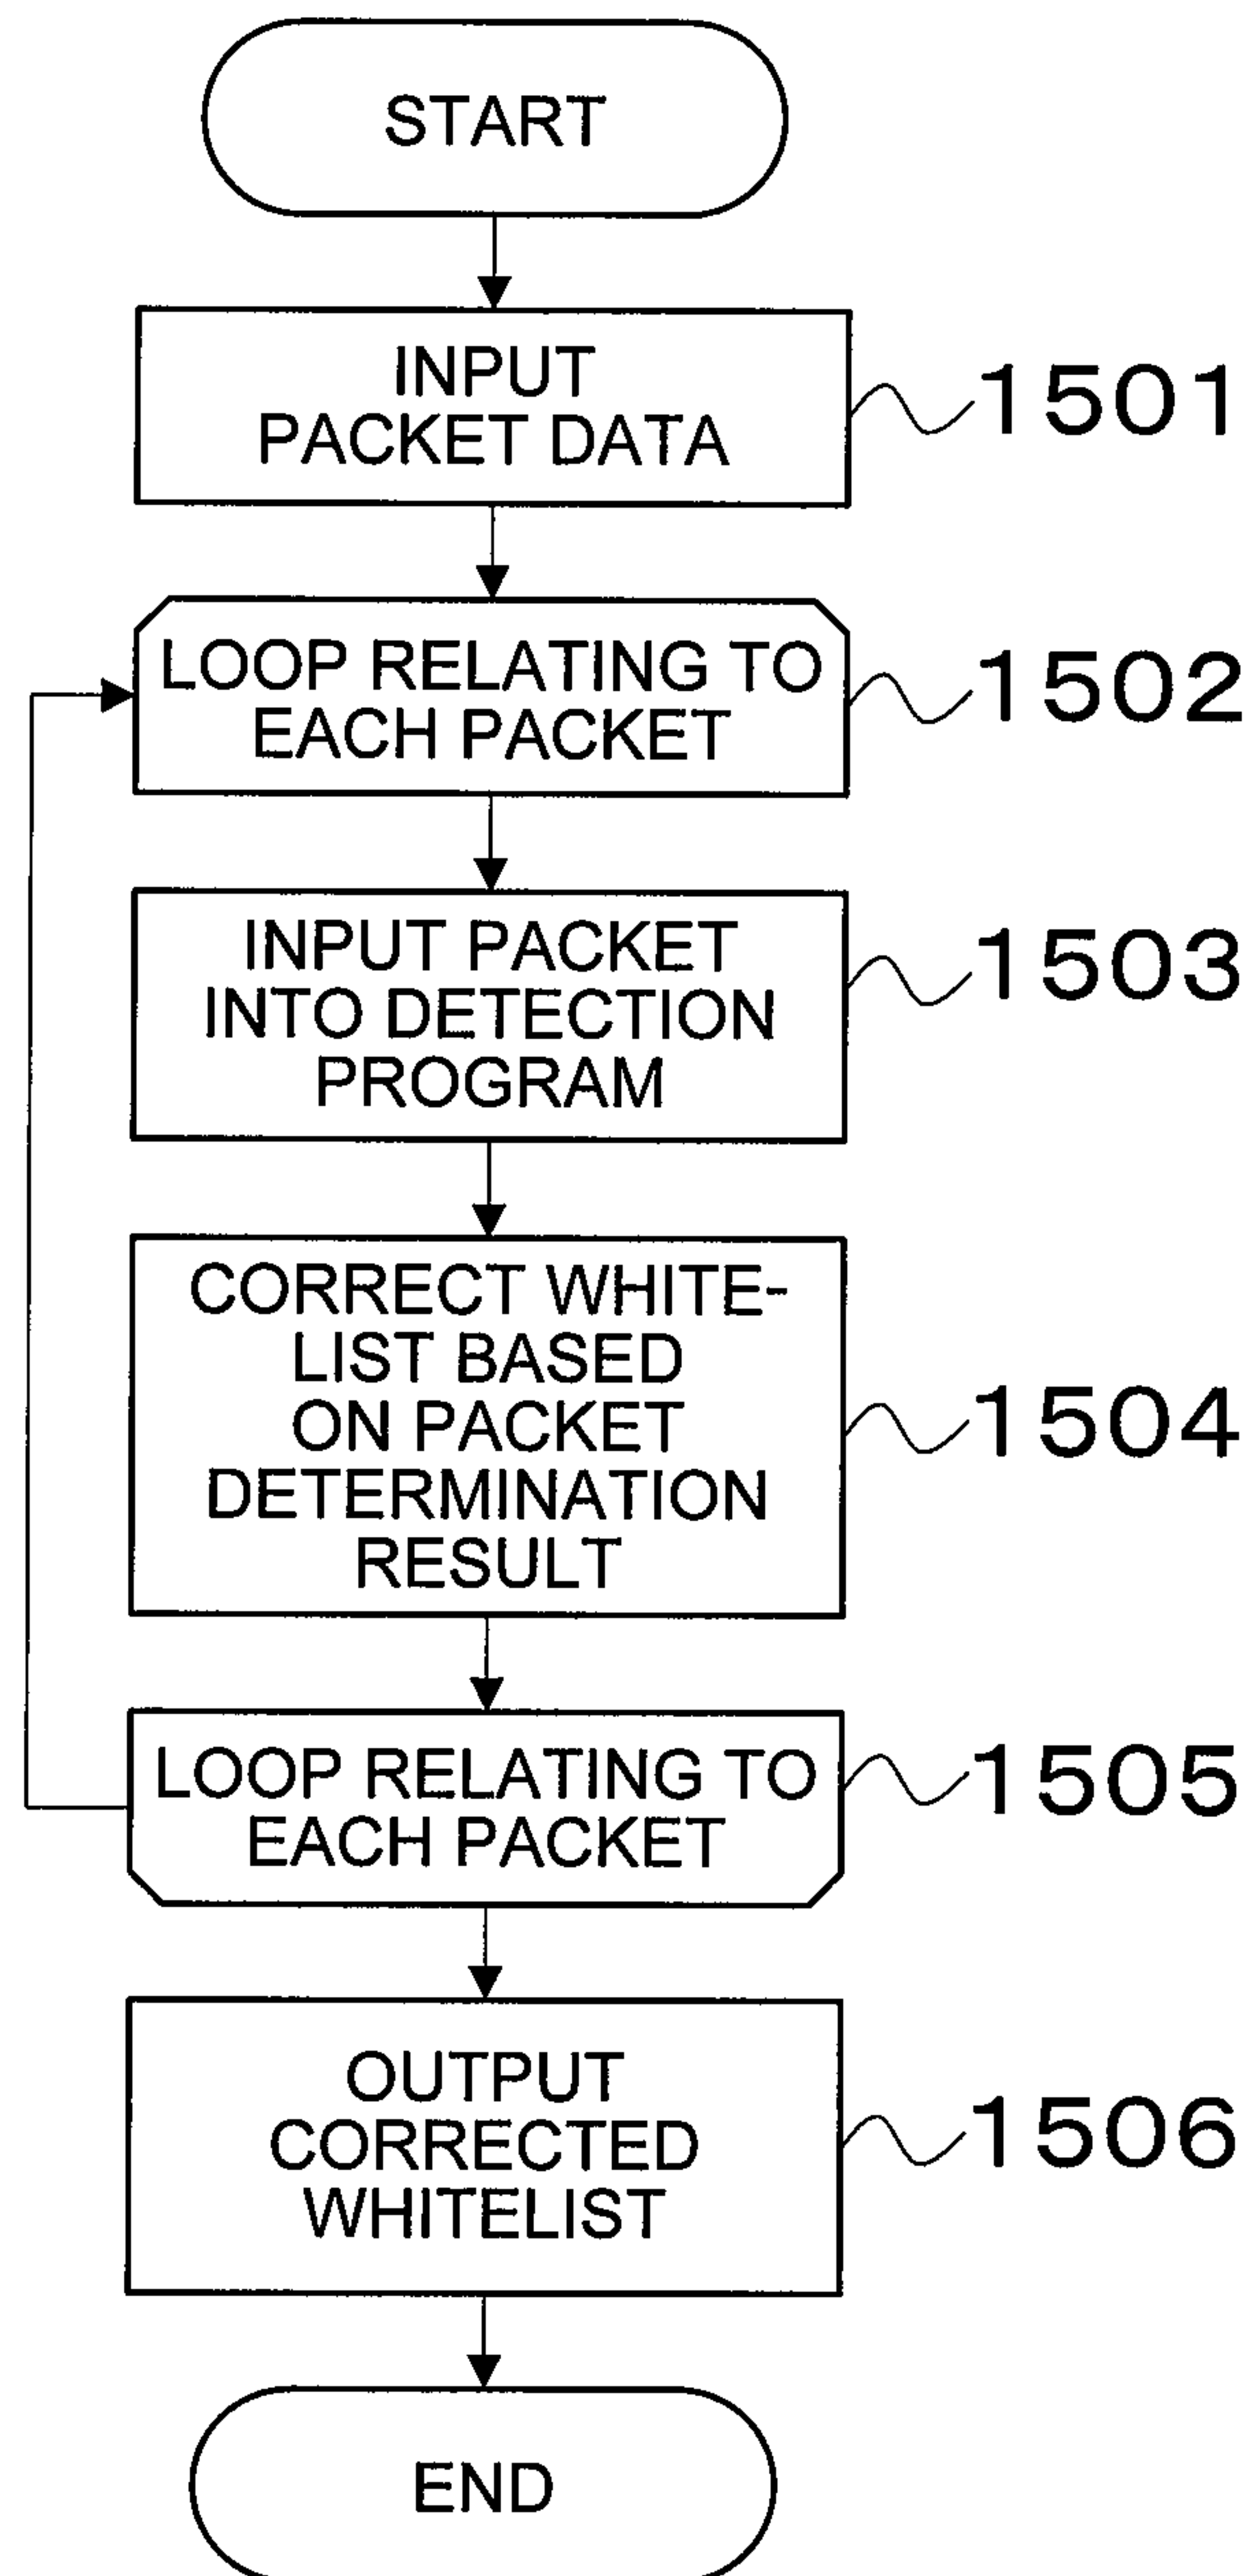 START
INPUT
PACKET DATA
1501
LOOP RELATING TO
EACH PACKET
1502
INPUT PACKET
INTO DETECTION
PROGRAM
1503
CORRECT WHITE-
LIST BASED
ON PACKET
DETERMINATION
RESULT
1504
LOOP RELATING TO
EACH PACKET
1505
OUTPUT
CORRECTED
WHITELIST
1506
END